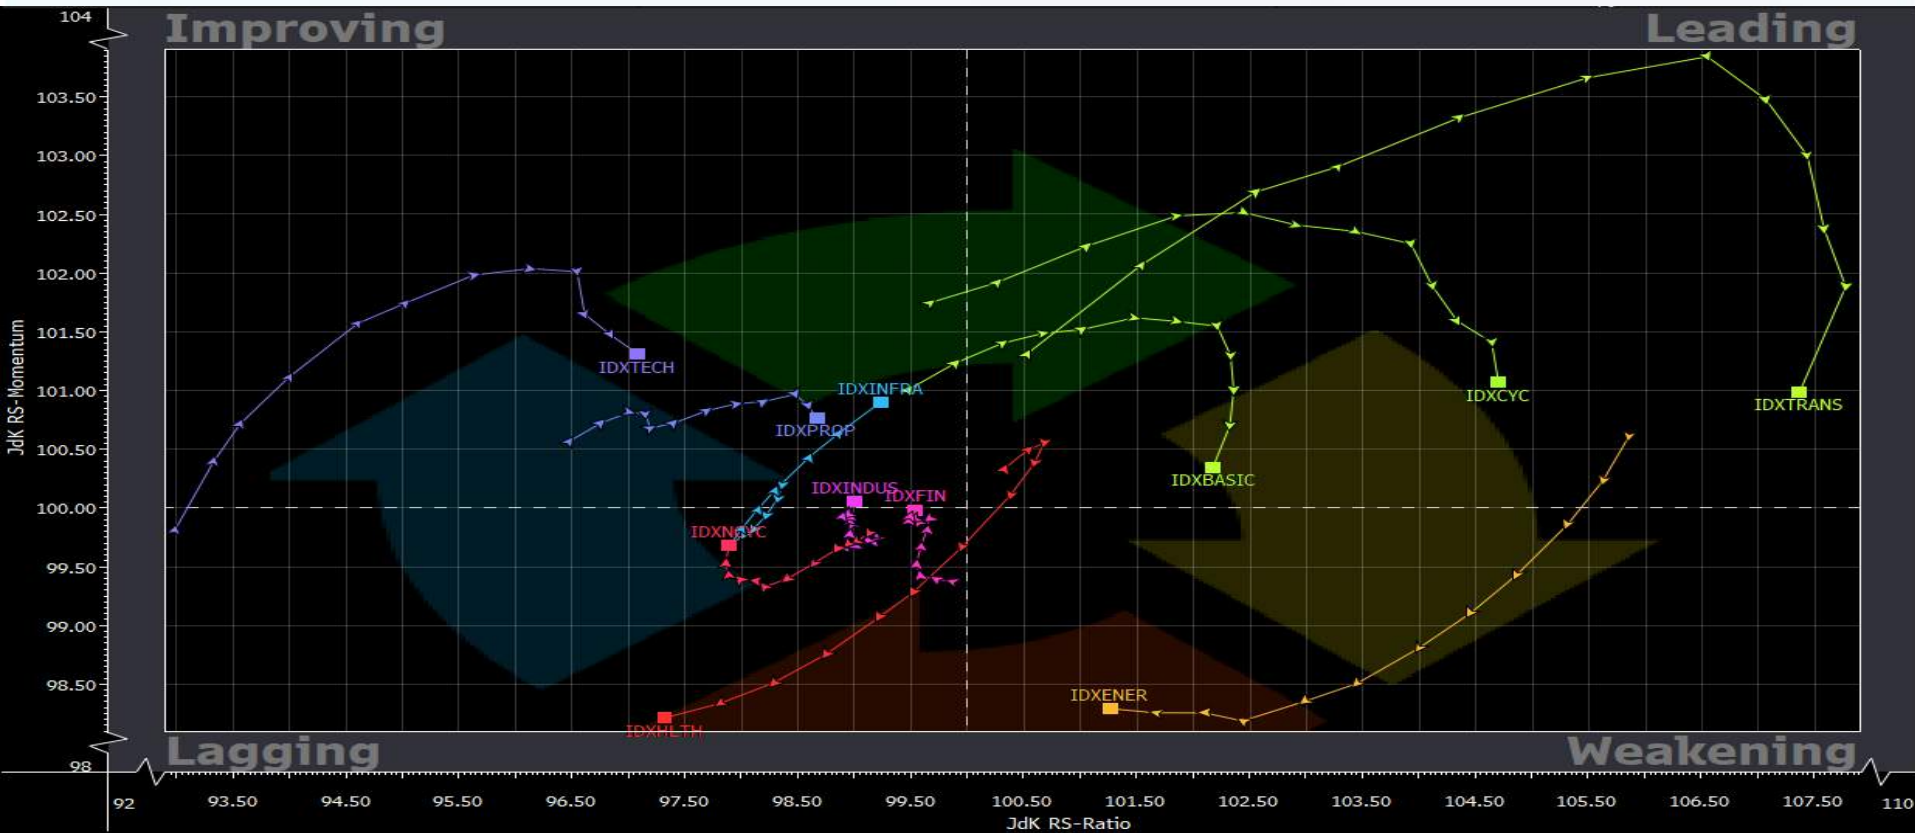 Improving
Leading
104
103.50
103.00
102.50
102.00
101.50
101.00
100.50
100.00
99.50
99.00
98.50
98
JdK RS-Momentum
IDXTECH
IDXINFRA
IDXPROP
IDXCYC
IDXTRANS
IDXBASIC
IDXINDUS
IDXFIN
IDXNCYC
IDXENER
IDXHLTH
Lagging
Weakening
92 93.50 94.50 95.50 96.50 97.50 98.50 99.50 100.50 101.50 102.50 103.50 104.50 105.50 106.50 107.50 110
JdK RS-Ratio